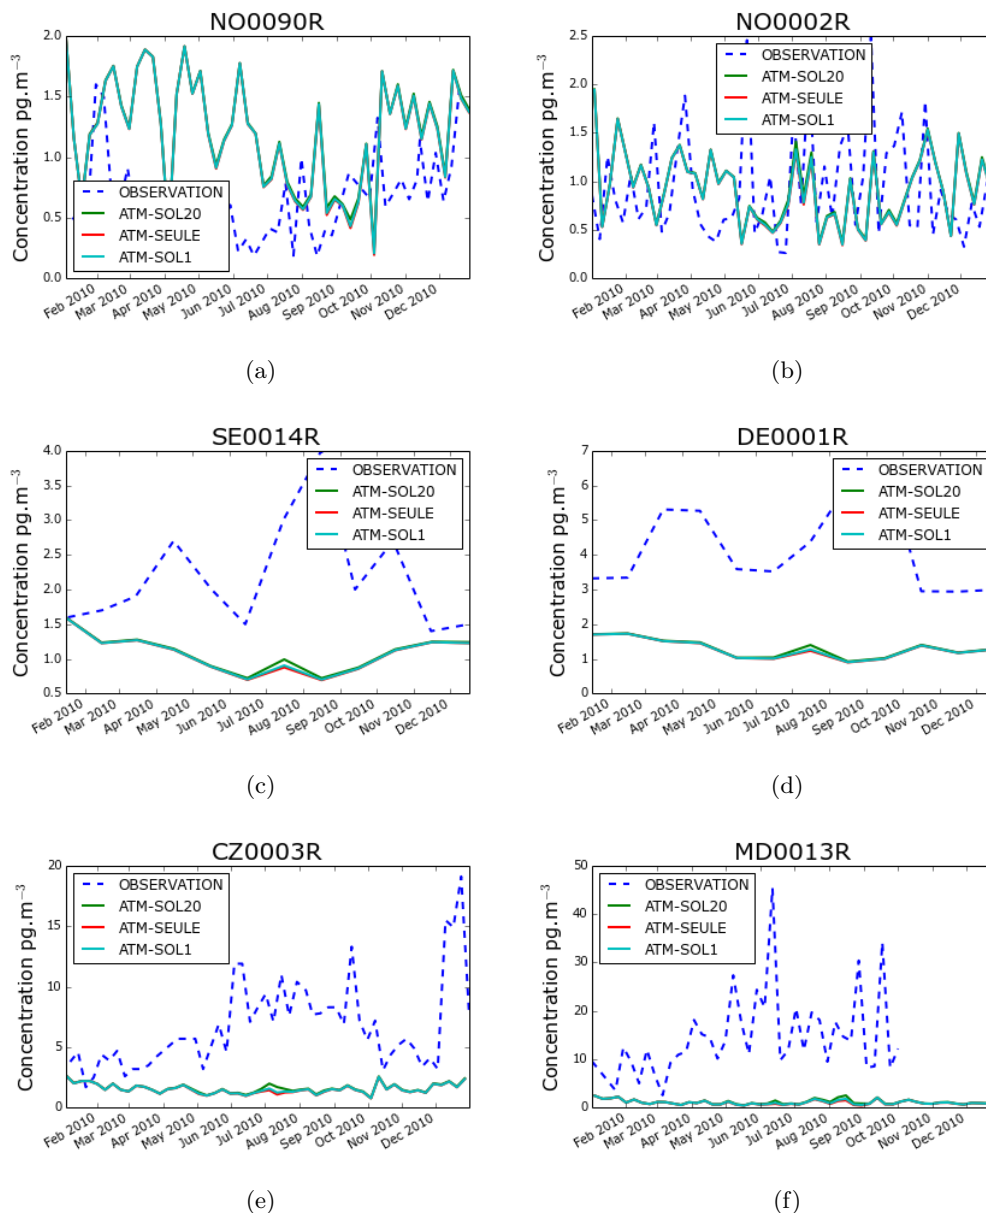 NO0090R
Concentration pg.m⁻³
2.0
1.5
1.0
0.5
0.0
OBSERVATION
ATM-SOL20
ATM-SEULE
ATM-SOL1
Feb 2010 Mar 2010 Apr 2010 May 2010 Jun 2010 Jul 2010 Aug 2010 Sep 2010 Oct 2010 Nov 2010 Dec 2010
(a)
NO0002R
Concentration pg.m⁻³
2.5
2.0
1.5
1.0
0.5
0.0
OBSERVATION
ATM-SOL20
ATM-SEULE
ATM-SOL1
Feb 2010 Mar 2010 Apr 2010 May 2010 Jun 2010 Jul 2010 Aug 2010 Sep 2010 Oct 2010 Nov 2010 Dec 2010
(b)
SE0014R
Concentration pg.m⁻³
4.0
3.5
3.0
2.5
2.0
1.5
1.0
0.5
OBSERVATION
ATM-SOL20
ATM-SEULE
ATM-SOL1
Feb 2010 Mar 2010 Apr 2010 May 2010 Jun 2010 Jul 2010 Aug 2010 Sep 2010 Oct 2010 Nov 2010 Dec 2010
(c)
DE0001R
Concentration pg.m⁻³
7
6
5
4
3
2
1
0
OBSERVATION
ATM-SOL20
ATM-SEULE
ATM-SOL1
Feb 2010 Mar 2010 Apr 2010 May 2010 Jun 2010 Jul 2010 Aug 2010 Sep 2010 Oct 2010 Nov 2010 Dec 2010
(d)
CZ0003R
Concentration pg.m⁻³
20
15
10
5
0
OBSERVATION
ATM-SOL20
ATM-SEULE
ATM-SOL1
Feb 2010 Mar 2010 Apr 2010 May 2010 Jun 2010 Jul 2010 Aug 2010 Sep 2010 Oct 2010 Nov 2010 Dec 2010
(e)
MD0013R
Concentration pg.m⁻³
50
40
30
20
10
0
OBSERVATION
ATM-SOL20
ATM-SEULE
ATM-SOL1
Feb 2010 Mar 2010 Apr 2010 May 2010 Jun 2010 Jul 2010 Aug 2010 Sep 2010 Oct 2010 Nov 2010 Dec 2010
(f)